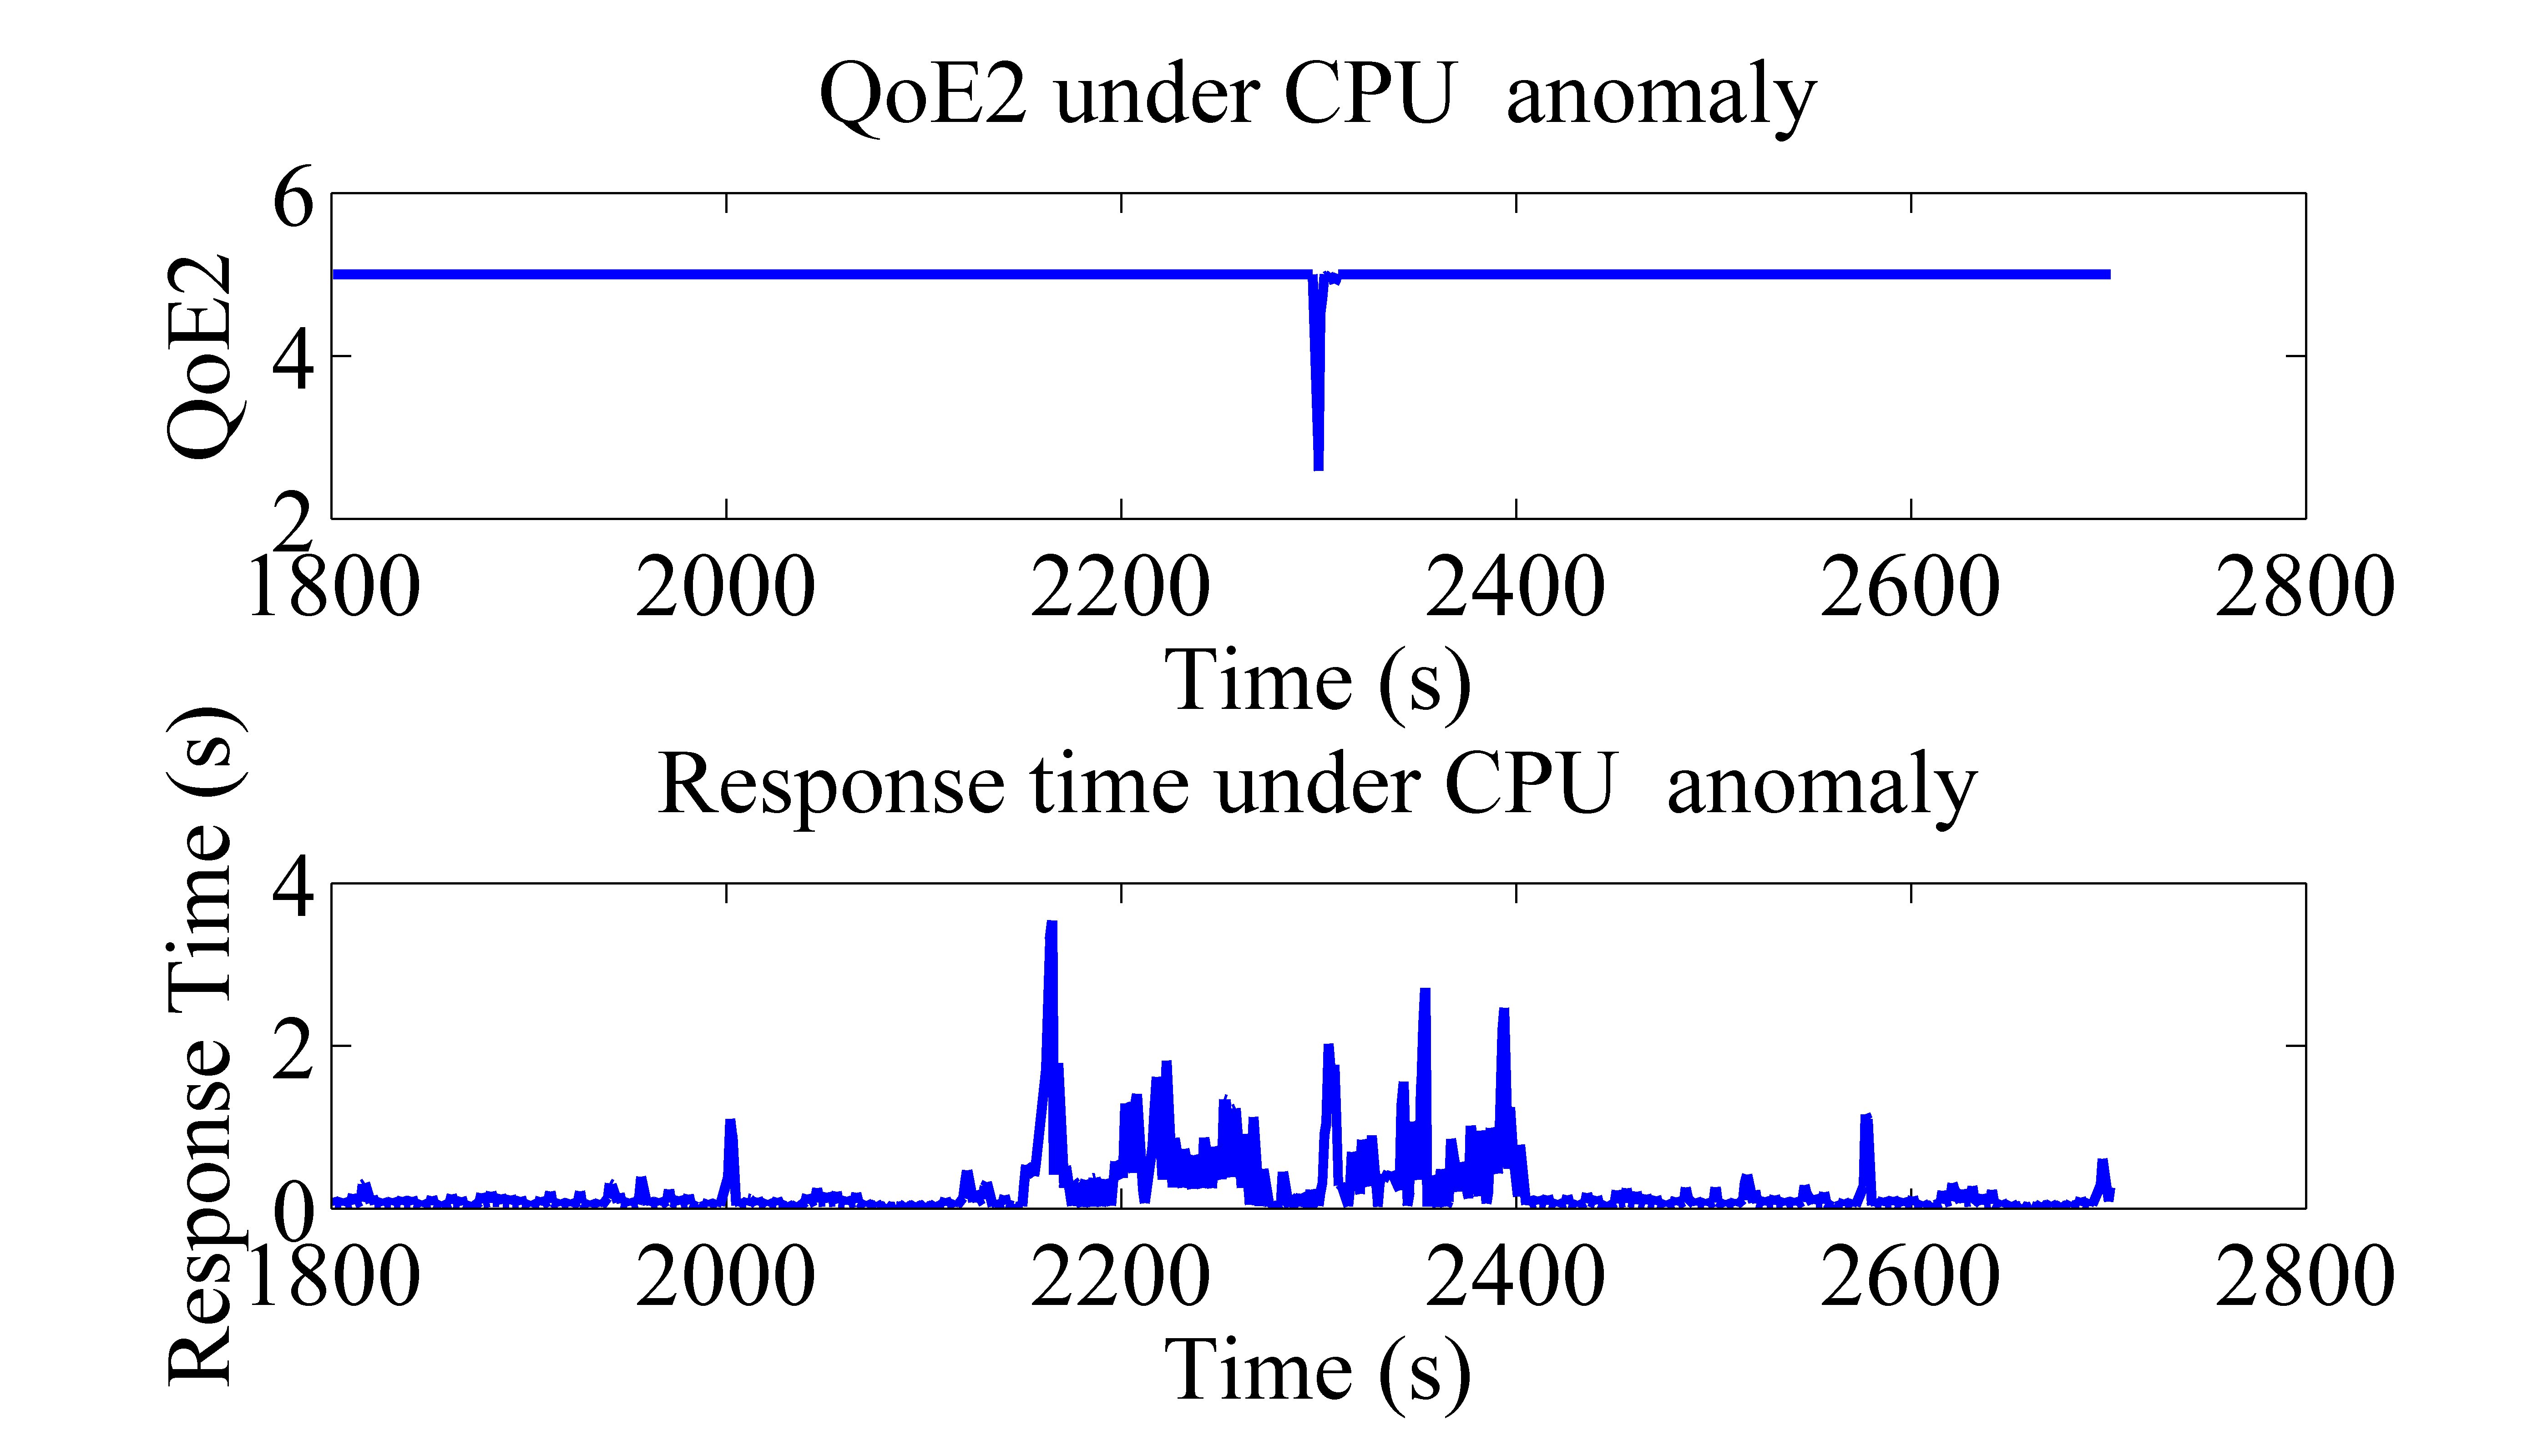 QoE2 under CPU  anomaly
QoE2
6
4
2
1800 2000 2200 2400 2600 2800
Time (s)
Response time under CPU  anomaly
Response Time (s)
4
2
0
1800 2000 2200 2400 2600 2800
Time (s)